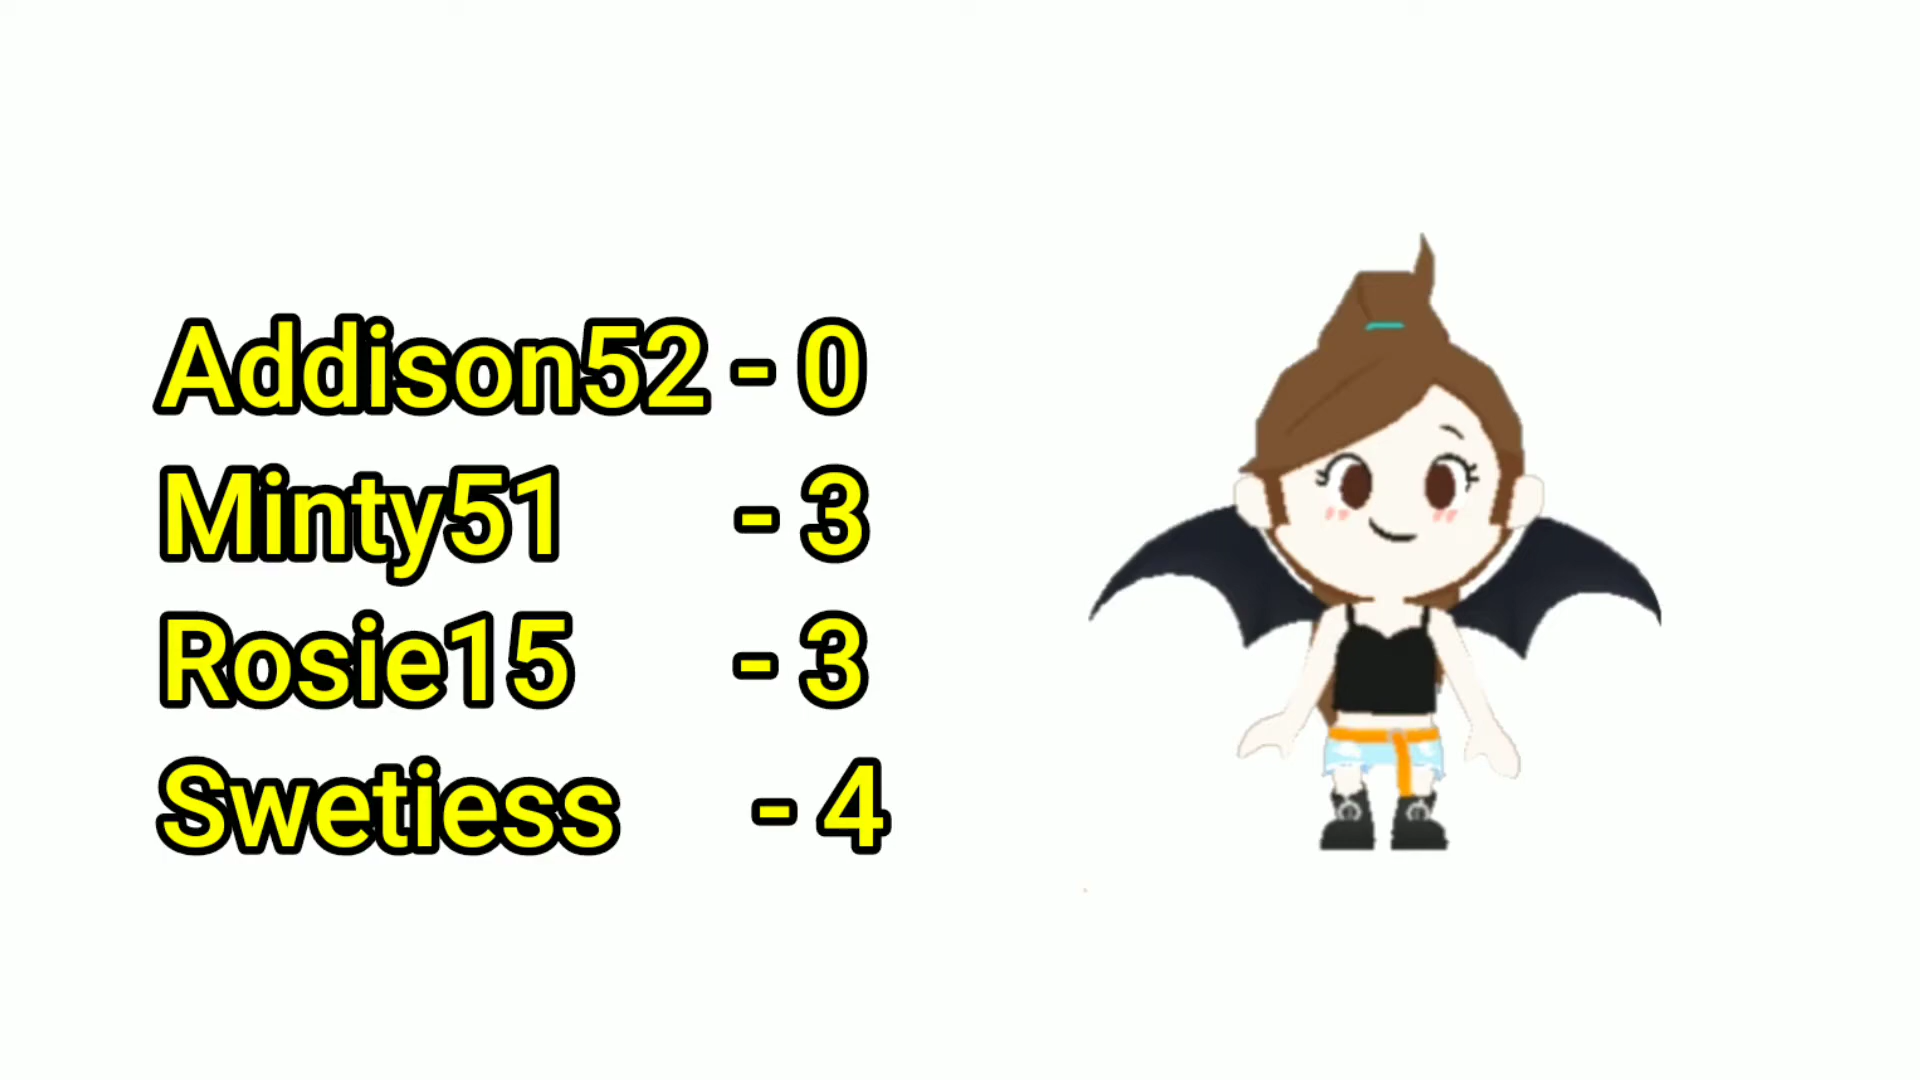 Addison52 - 0
Minty51 - 3
Rosie15 - 3
Swetiess - 4